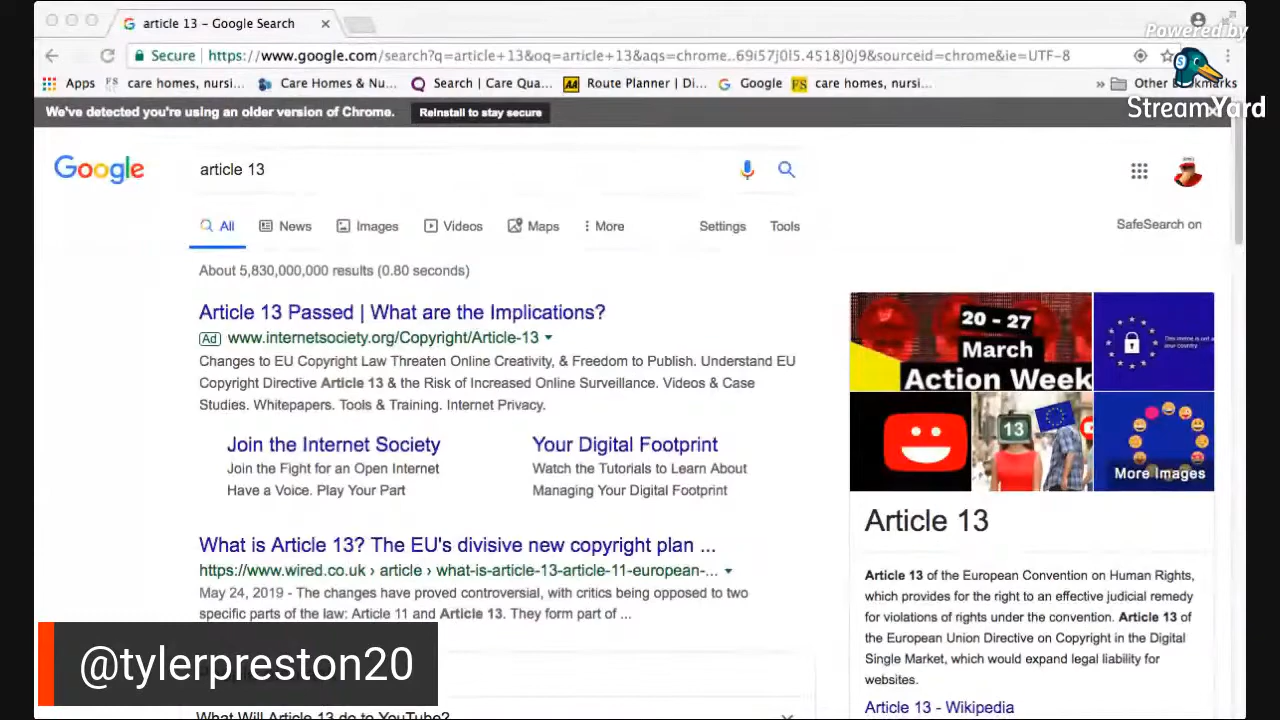 article 13 - Google Search
Powered by
Secure
https://www.google.com/search?q=article+13&oq=article+13&aqs=chrome..69i57j0l5.4518j0j9&sourceid=chrome&ie=UTF-8
Apps
care homes, nursi...
Care Homes & Nu...
Search | Care Qua...
AA
Route Planner | Di...
Google
FS
care homes, nursi...
»
Other Bookmarks
StreamYard
We've detected you're using an older version of Chrome.
Reinstall to stay secure
Google
article 13
All
News
Images
Videos
Maps
More
Settings
Tools
SafeSearch on
About 5,830,000,000 results (0.80 seconds)
Article 13 Passed | What are the Implications?
Ad www.internetsociety.org/Copyright/Article-13
Changes to EU Copyright Law Threaten Online Creativity, & Freedom to Publish. Understand EU
Copyright Directive Article 13 & the Risk of Increased Online Surveillance. Videos & Case
Studies. Whitepapers. Tools & Training. Internet Privacy.
Join the Internet Society
Join the Fight for an Open Internet
Have a Voice. Play Your Part
Your Digital Footprint
Watch the Tutorials to Learn About
Managing Your Digital Footprint
What is Article 13? The EU's divisive new copyright plan ...
https://www.wired.co.uk › article › what-is-article-13-article-11-european-...
May 24, 2019 - The changes have proved controversial, with critics being opposed to two
specific parts of the law: Article 11 and Article 13. They form part of ...
What Will Article 13 do to YouTube?
20 - 27
March
Action Week
13
More Images
Article 13
Article 13 of the European Convention on Human Rights,
which provides for the right to an effective judicial remedy
for violations of rights under the convention. Article 13 of
the European Union Directive on Copyright in the Digital
Single Market, which would expand legal liability for
websites.
Article 13 - Wikipedia
@tylerpreston20